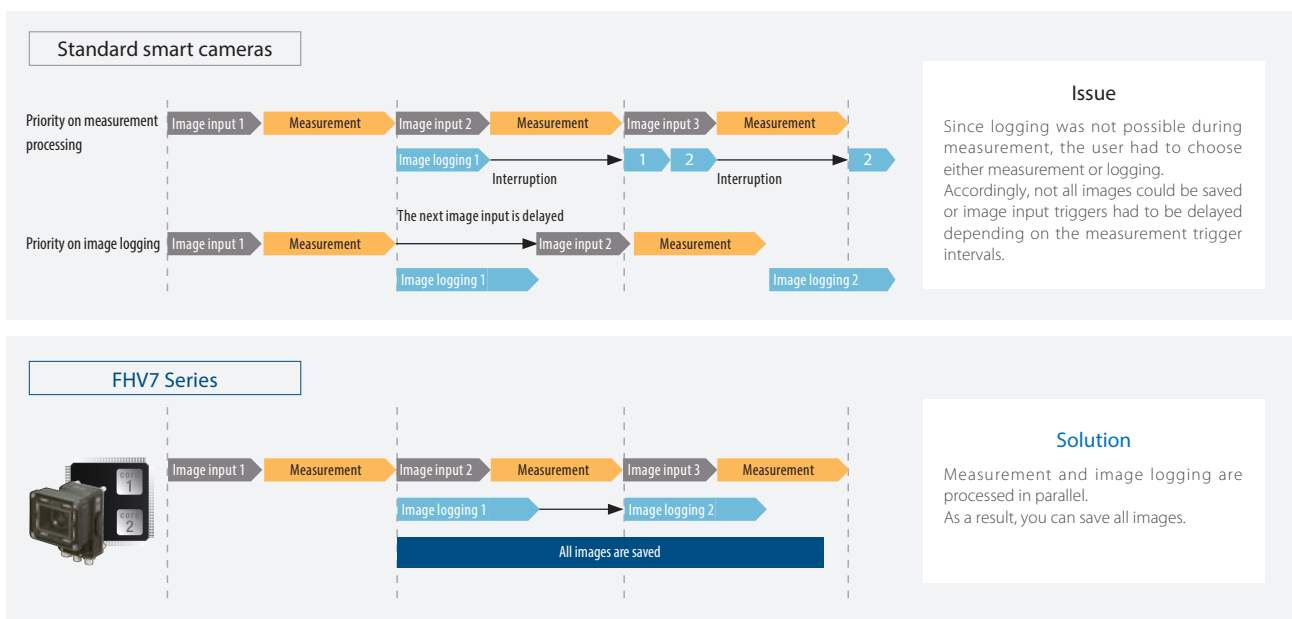 Standard smart cameras
Priority on measurement
processing
Image input 1
Measurement
Image input 2
Measurement
Image input 3
Measurement
Image logging 1
Interruption
1
2
Interruption
2
The next image input is delayed
Priority on image logging
Image input 1
Measurement
Image input 2
Measurement
Image logging 1
Image logging 2
Issue
Since logging was not possible during
measurement, the user had to choose
either measurement or logging.
Accordingly, not all images could be saved
or image input triggers had to be delayed
depending on the measurement trigger
intervals.
FHV7 Series
core
1
core
2
Image input 1
Measurement
Image input 2
Measurement
Image input 3
Measurement
Image logging 1
Image logging 2
All images are saved
Solution
Measurement and image logging are
processed in parallel.
As a result, you can save all images.